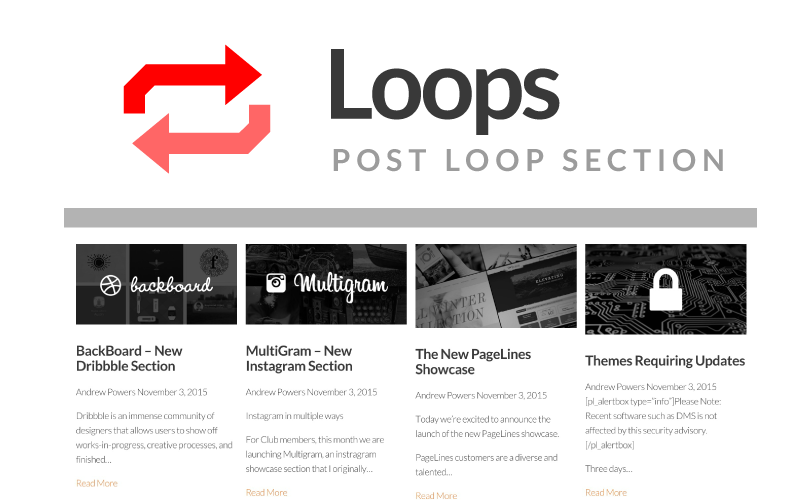 Loops
POST LOOP SECTION
backboard
BackBoard – New
Dribbble Section
Andrew Powers November 3, 2015
Dribbble is an immense community of
designers that allows users to show off
works-in-progress, creative processes, and
finished…
Read More
Multigram
MultiGram – New
Instagram Section
Andrew Powers November 3, 2015
Instagram in multiple ways
For Club members, this month we are
launching Multigram, an instragram
showcase section that I originally…
Read More
The New PageLines
Showcase
Andrew Powers November 3, 2015
Today we're excited to announce the
launch of the new PageLines showcase.
PageLines customers are a diverse and
talented…
Read More
Themes Requiring Updates
Andrew Powers November 3, 2015
[pl_alertbox type="info"]Please Note:
Recent software such as DMS is not
affected by this security advisory.
[/pl_alertbox]
Three days…
Read More